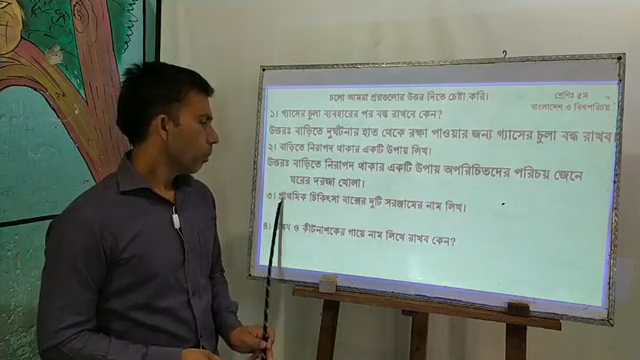 চলো আমরা প্রশ্নগুলোর উত্তর দিতে চেষ্টা করি।
শ্রেণিঃ ৫ম
বাংলাদেশ ও বিশ্বপরিচয়
১। গ্যাসের চুলা ব্যবহারের পর বন্ধ রাখবে কেন?
উত্তরঃ বাড়িতে দুর্ঘটনার হাত থেকে রক্ষা পাওয়ার জন্য গ্যাসের চুলা বন্ধ রাখব।
২। বাড়িতে নিরাপদ থাকার একটি উপায় লিখ।
উত্তরঃ বাড়িতে নিরাপদ থাকার একটি উপায় অপরিচিতদের পরিচয় জেনে
ঘরের দরজা খোলা।
৩। প্রাথমিক চিকিৎসা বাক্সের দুটি সরঞ্জামের নাম লিখ।
৪। ও কীটনাশকের গায়ে নাম লিখে রাখব কেন?